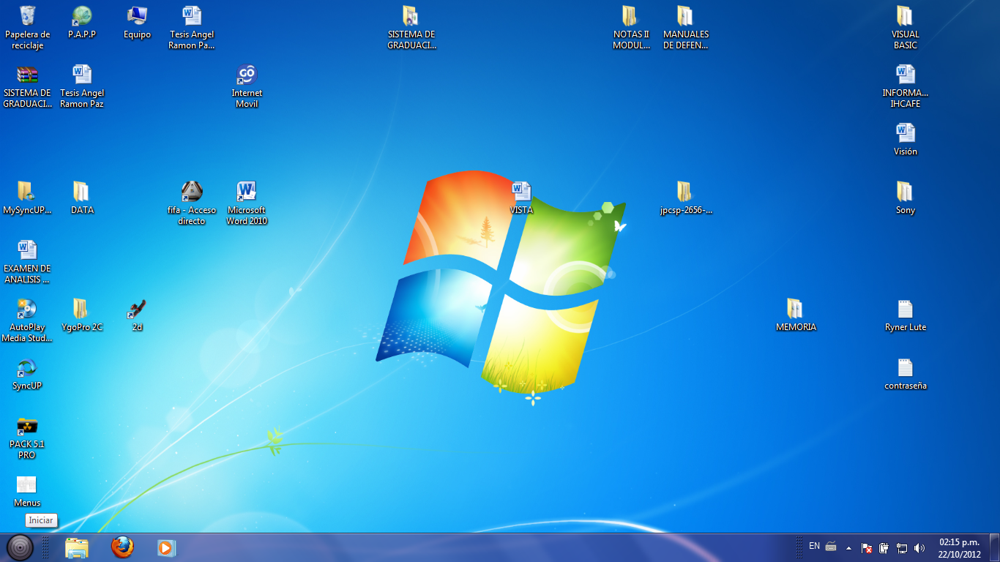 Papelera de
reciclaje
P.A.P.P
Equipo
Tesis Angel
Ramon Pa...
SISTEMA DE
GRADUACI...
NOTAS II
MODUL...
MANUALES
DE DEFEN...
VISUAL
BASIC
SISTEMA DE
GRADUACI...
Tesis Angel
Ramon Paz
GO
Internet
Movil
INFORMA...
IHCAFE
Visión
MySyncUP...
DATA
fifa - Acceso
directo
Microsoft
Word 2010
VISTA
jpcsp-2656-...
Sony
EXAMEN DE
ANALISIS ...
AutoPlay
Media Stud...
YgoPro 2C
2d
MEMORIA
Ryner Lute
SyncUP
contraseña
PACK 5.1
PRO
Menus
Iniciar
EN
02:15 p.m.
22/10/2012